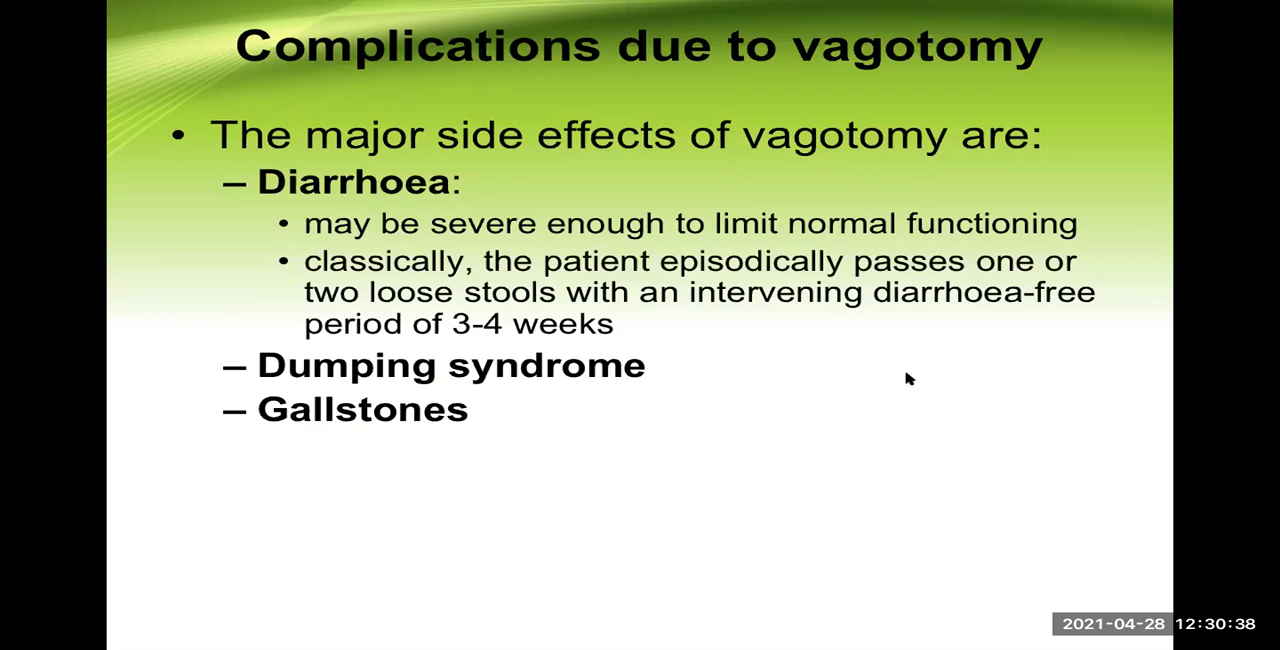 Complications due to vagotomy
• The major side effects of vagotomy are:
– Diarrhoea:
• may be severe enough to limit normal functioning
• classically, the patient episodically passes one or
two loose stools with an intervening diarrhoea-free
period of 3-4 weeks
– Dumping syndrome
– Gallstones
2021-04-28 12:30:38